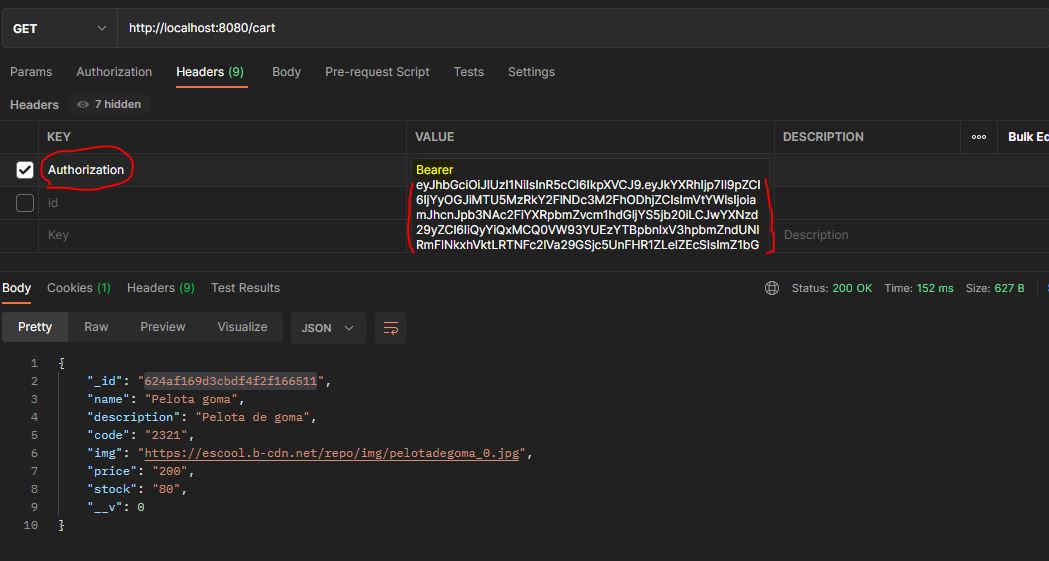 GET http://localhost:8080/cart
Params Authorization Headers (9) Body Pre-request Script Tests Settings
Headers 7 hidden
KEY VALUE DESCRIPTION ooo Bulk Ed
Authorization Bearer
eyJhbGciOiJIUzI1NiIsInR5cCI6IkpXVCJ9.eyJkYXRhIjp7Il9pZCI
id
Key Description
Body Cookies (1) Headers (9) Test Results Status: 200 OK Time: 152 ms Size: 627 B
Pretty Raw Preview Visualize JSON
1 {
2 "_id": "624af169d3cbdf4f2f166511",
3 "name": "Pelota goma",
4 "description": "Pelota de goma",
5 "code": "2321",
6 "img": "https://escool.b-cdn.net/repo/img/pelotadegoma_0.jpg",
7 "price": "200",
8 "stock": "80",
9 "__v": 0
10 }